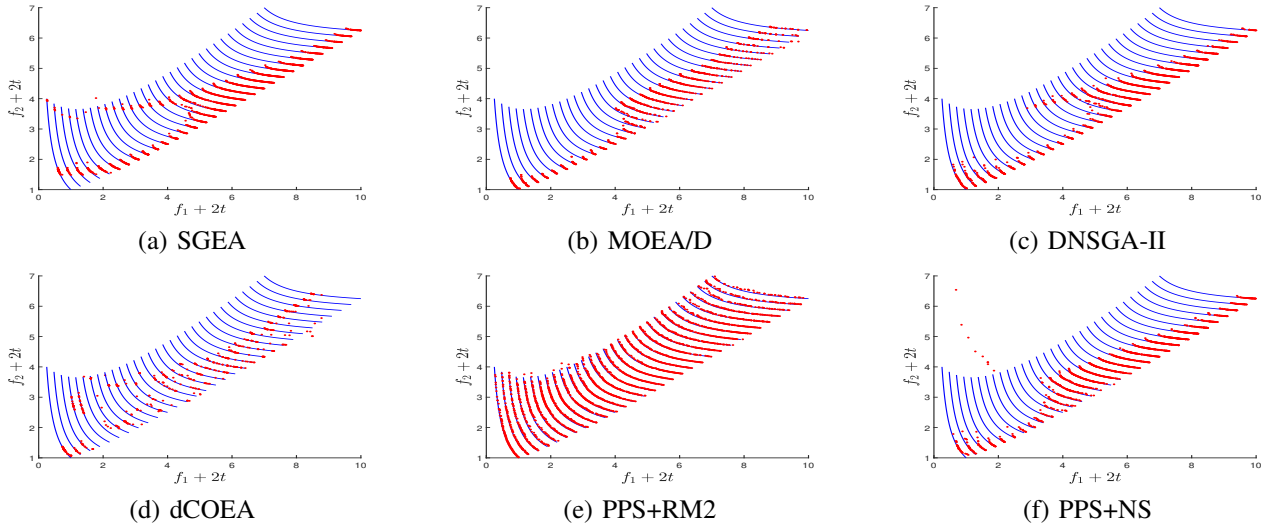 7
6
5
4
3
2
1
f₂ + 2t
0 2 4 6 8 10
f₁ + 2t
(a) SGEA
7
6
5
4
3
2
1
f₂ + 2t
0 2 4 6 8 10
f₁ + 2t
(b) MOEA/D
7
6
5
4
3
2
1
f₂ + 2t
0 2 4 6 8 10
f₁ + 2t
(c) DNSGA-II
7
6
5
4
3
2
1
f₂ + 2t
0 2 4 6 8 10
f₁ + 2t
(d) dCOEA
7
6
5
4
3
2
1
f₂ + 2t
0 2 4 6 8 10
f₁ + 2t
(e) PPS+RM2
7
6
5
4
3
2
1
f₂ + 2t
0 2 4 6 8 10
f₁ + 2t
(f) PPS+NS